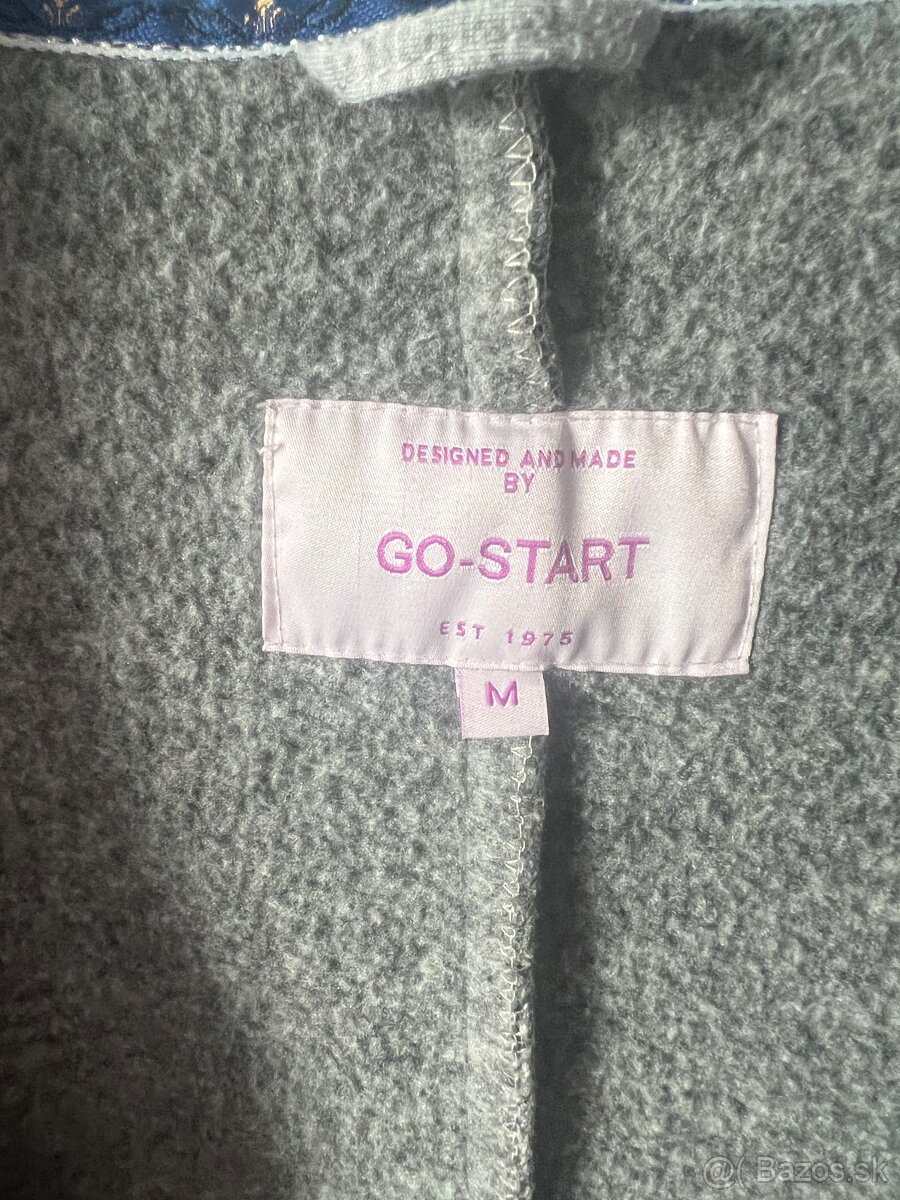 DESIGNED AND MADE
BY
GO-START
EST 1975
M
@( Bazos.sk